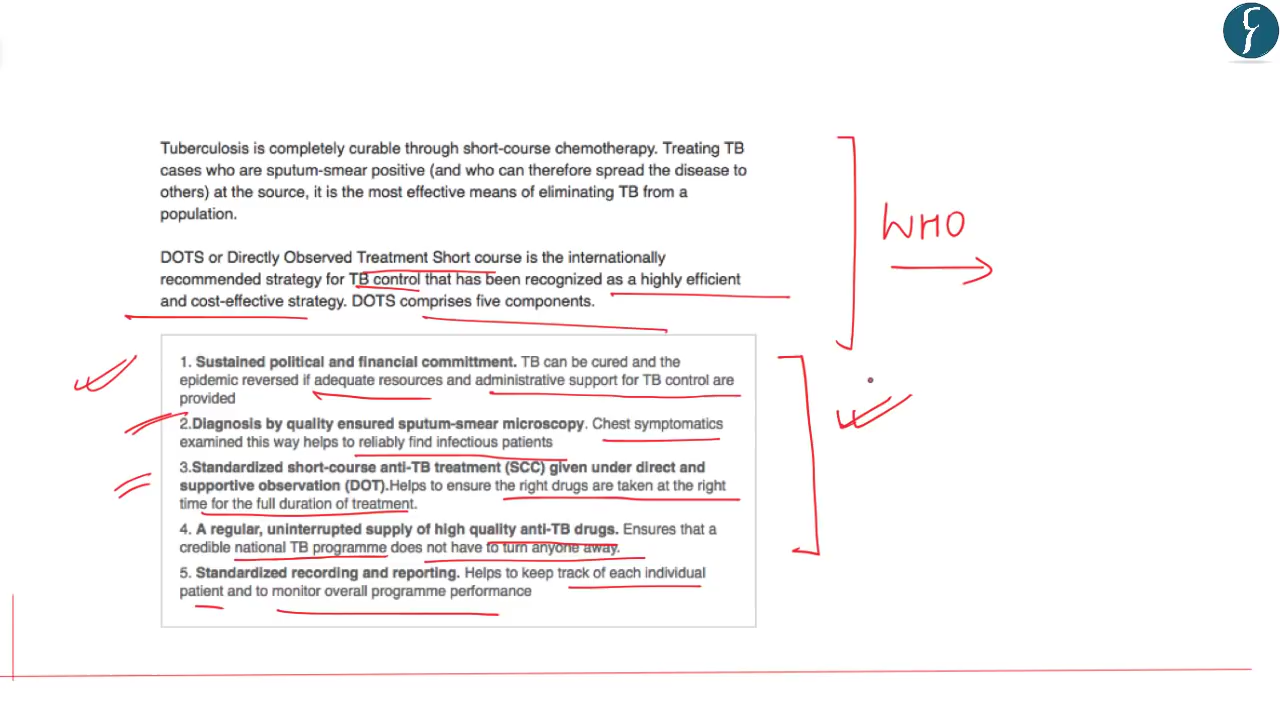 Tuberculosis is completely curable through short-course chemotherapy. Treating TB
cases who are sputum-smear positive (and who can therefore spread the disease to
others) at the source, it is the most effective means of eliminating TB from a
population.
WHO
DOTS or Directly Observed Treatment Short course is the internationally
recommended strategy for TB control that has been recognized as a highly efficient
and cost-effective strategy. DOTS comprises five components.
1. Sustained political and financial committment. TB can be cured and the
epidemic reversed if adequate resources and administrative support for TB control are
provided
2.Diagnosis by quality ensured sputum-smear microscopy. Chest symptomatics
examined this way helps to reliably find infectious patients
3.Standardized short-course anti-TB treatment (SCC) given under direct and
supportive observation (DOT).Helps to ensure the right drugs are taken at the right
time for the full duration of treatment.
4. A regular, uninterrupted supply of high quality anti-TB drugs. Ensures that a
credible national TB programme does not have to turn anyone away.
5. Standardized recording and reporting. Helps to keep track of each individual
patient and to monitor overall programme performance